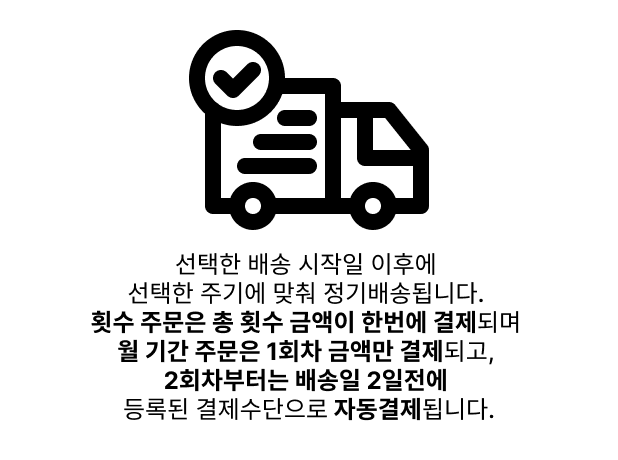 선택한 배송 시작일 이후에
선택한 주기에 맞춰 정기배송됩니다.
횟수 주문은 총 횟수 금액이 한번에 결제되며
월 기간 주문은 1회차 금액만 결제되고,
2회차부터는 배송일 2일전에
등록된 결제수단으로 자동결제됩니다.